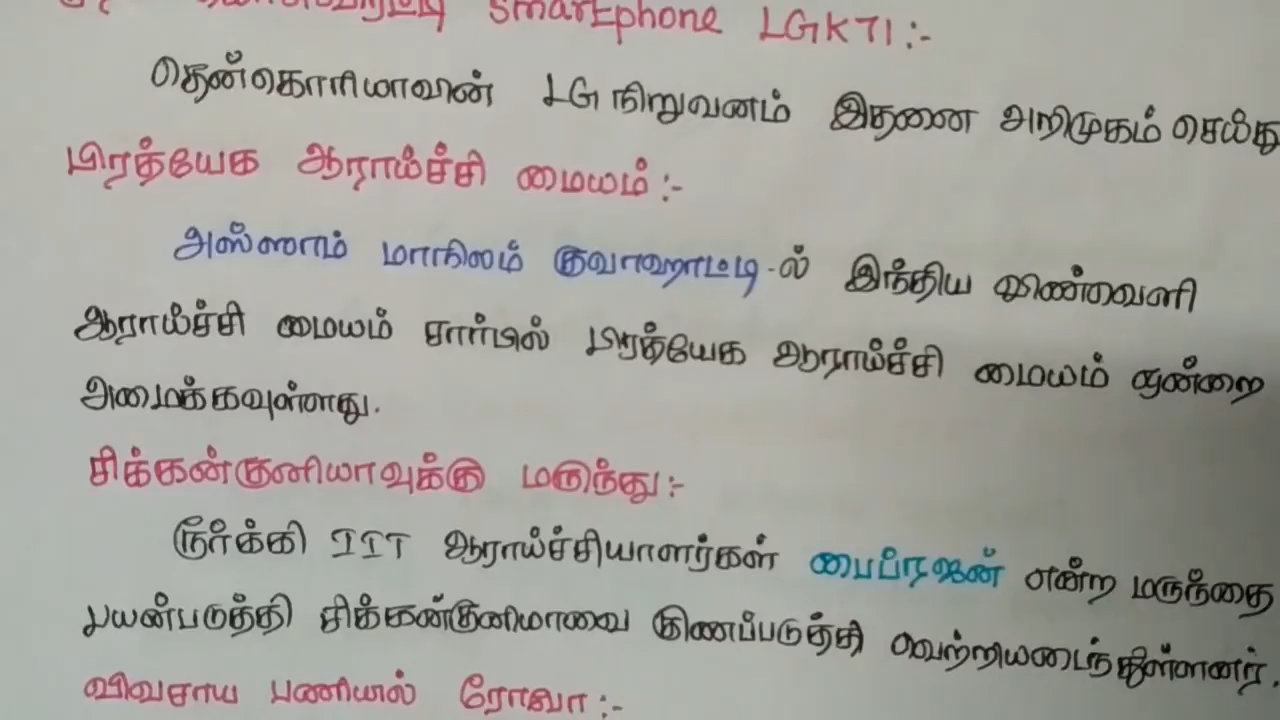 Smartphone LG K71:-
தென்கொரியாவின் LG நிறுவனம் இதனை அறிமுகம் செய்து
பிரத்யேக ஆராய்ச்சி மையம்:-
அஸ்ஸாம் மாநிலம் குவாஹாட்டி-ல் இந்திய விண்வெளி
ஆராய்ச்சி மையம் சார்பில் பிரத்யேக ஆராய்ச்சி மையம் ஒன்றை
அமைக்கவுள்ளது.
சிக்கன்குனியாவுக்கு மருந்து:-
ரூர்க்கி IIT ஆராய்ச்சியாளர்கள் பைப்ரஜன் என்ற மருந்தை
பயன்படுத்தி சிக்கன்குனியாவை குணப்படுத்தி வெற்றியடைந்துள்ளனர்.
விவசாய பணியில் ரோவா:-